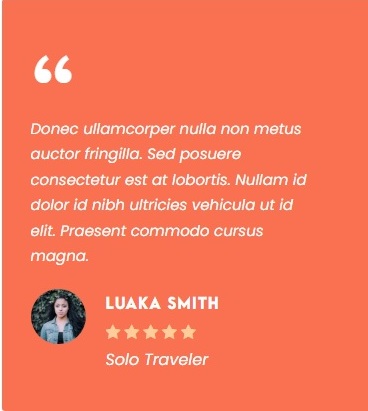 “
Donec ullamcorper nulla non metus
auctor fringilla. Sed posuere
consectetur est at lobortis. Nullam id
dolor id nibh ultricies vehicula ut id
elit. Praesent commodo cursus
magna.
LUAKA SMITH
Solo Traveler